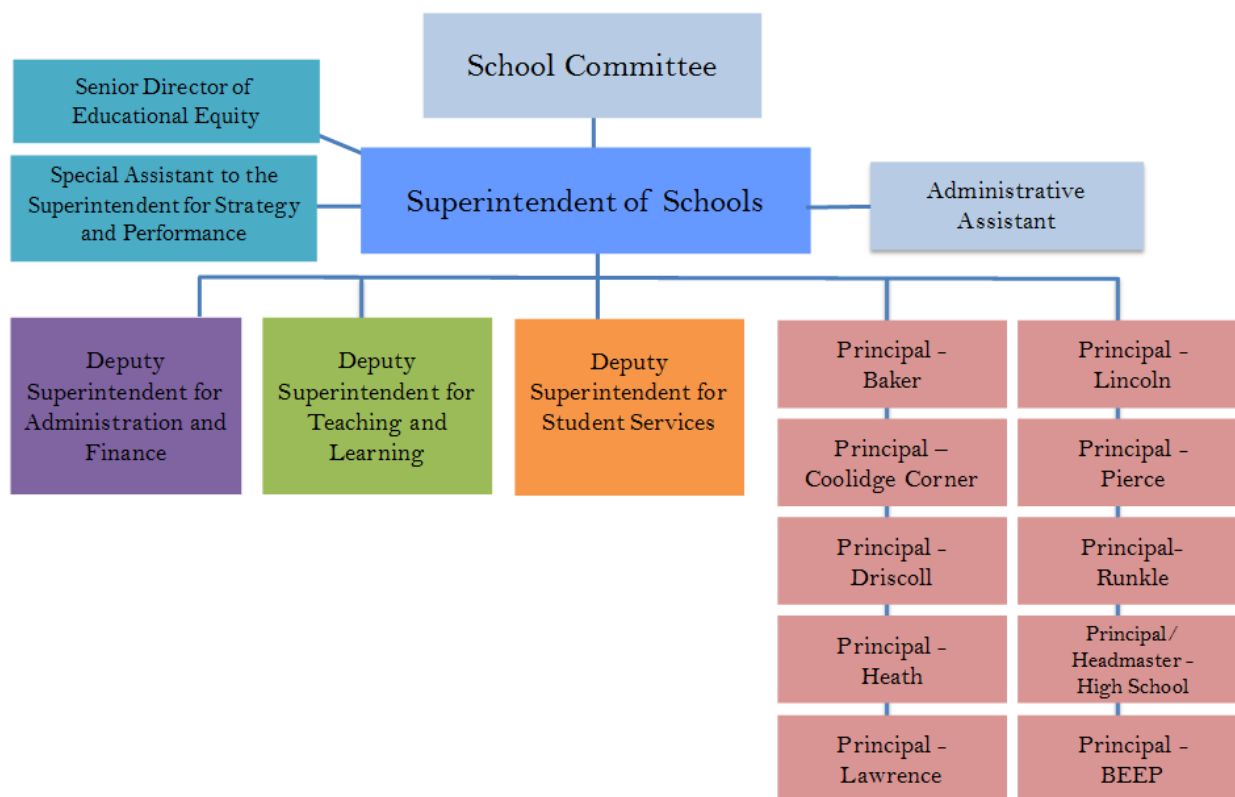 School Committee
Senior Director of
Educational Equity
Special Assistant to the
Superintendent for Strategy
and Performance
Superintendent of Schools
Administrative
Assistant
Deputy
Superintendent for
Administration and
Finance
Deputy
Superintendent for
Teaching and
Learning
Deputy
Superintendent for
Student Services
Principal -
Baker
Principal –
Coolidge Corner
Principal -
Driscoll
Principal -
Heath
Principal -
Lawrence
Principal -
Lincoln
Principal -
Pierce
Principal-
Runkle
Principal/
Headmaster -
High School
Principal -
BEEP